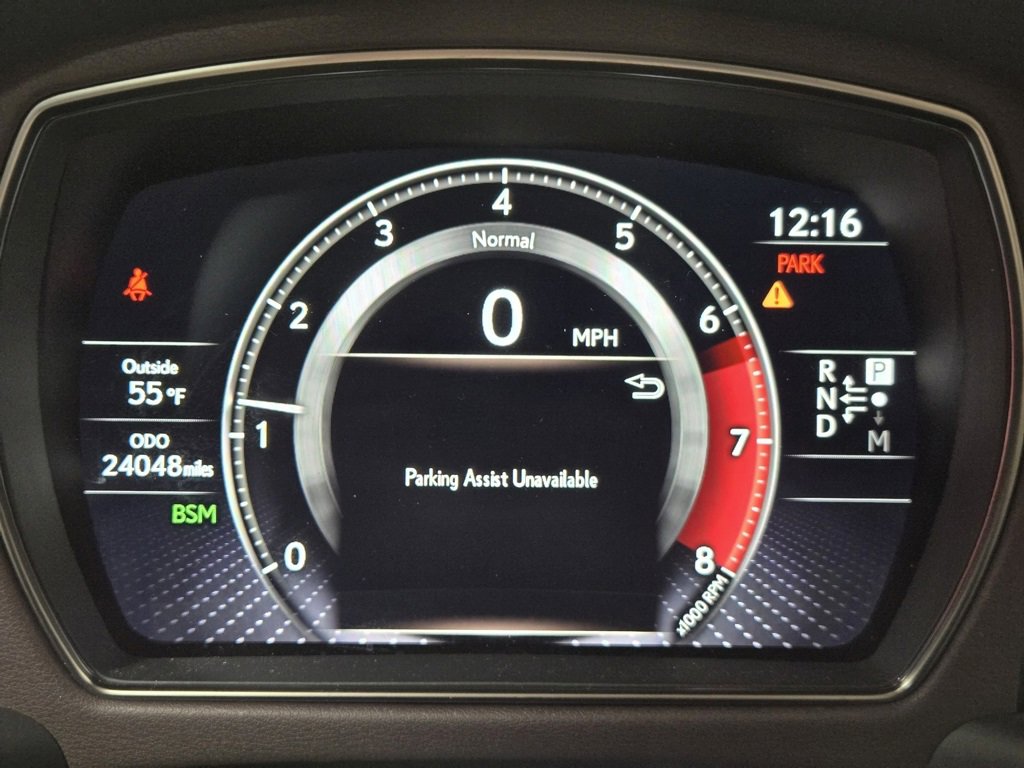 12:16
PARK
4
3
5
Normal
2
6
0
MPH
Outside
55°F
R P
N
D
M
1
7
ODO
24048miles
Parking Assist Unavailable
BSM
0
8
x1000 RPM